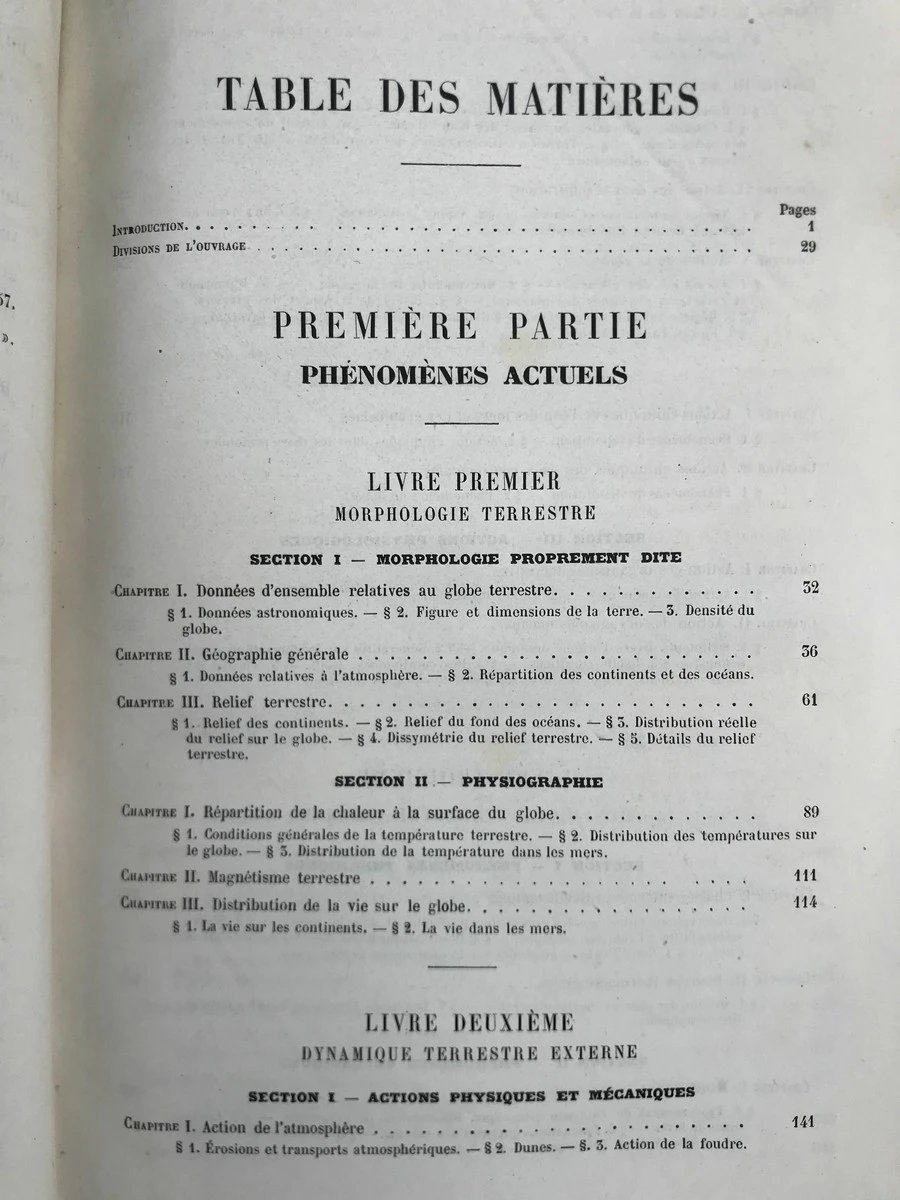 TABLE DES MATIÈRES
Pages
INTRODUCTION. . . . . . . . . . . . . . . . . . . . . . . . . . . . 1
DIVISIONS DE L'OUVRAGE . . . . . . . . . . . . . . . . . . . . . . . . 29
57.
».
PREMIÈRE PARTIE
PHÉNOMÈNES ACTUELS
LIVRE PREMIER
MORPHOLOGIE TERRESTRE
SECTION I — MORPHOLOGIE PROPREMENT DITE
CHAPITRE I. Données d'ensemble relatives au globe terrestre. . . . . . . . . . . . . 32
§ 1. Données astronomiques. — § 2. Figure et dimensions de la terre. — 3. Densité du
globe.
CHAPITRE II. Géographie générale . . . . . . . . . . . . . . . . . . . . . . 36
§ 1. Données relatives à l'atmosphère. — § 2. Répartition des continents et des océans.
CHAPITRE III. Relief terrestre. . . . . . . . . . . . . . . . . . . . . . . . 61
§ 1. Relief des continents. — § 2. Relief du fond des océans. — § 3. Distribution réelle
du relief sur le globe. — § 4. Dissymétrie du relief terrestre. — § 5. Détails du relief
terrestre.
SECTION II — PHYSIOGRAPHIE
CHAPITRE I. Répartition de la chaleur à la surface du globe. . . . . . . . . . . . . 89
§ 1. Conditions générales de la température terrestre. — § 2. Distribution des températures sur
le globe. — § 3. Distribution de la température dans les mers.
CHAPITRE II. Magnétisme terrestre . . . . . . . . . . . . . . . . . . . . 111
CHAPITRE III. Distribution de la vie sur le globe. . . . . . . . . . . . . . . . 114
§ 1. La vie sur les continents. — § 2. La vie dans les mers.
LIVRE DEUXIÈME
DYNAMIQUE TERRESTRE EXTERNE
SECTION I — ACTIONS PHYSIQUES ET MÉCANIQUES
CHAPITRE I. Action de l'atmosphère . . . . . . . . . . . . . . . . . . . . . 141
§ 1. Érosions et transports atmosphériques. — § 2. Dunes. — §. 3. Action de la foudre.